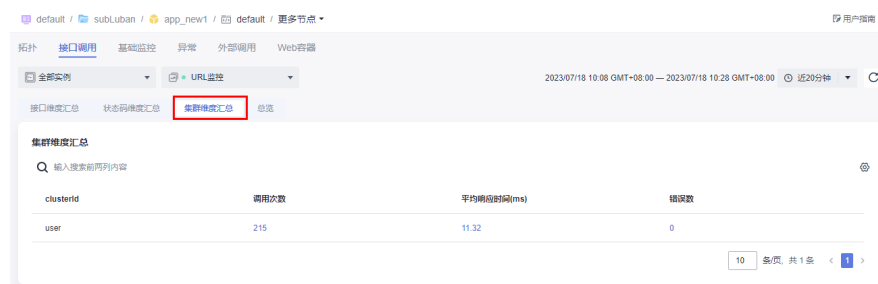 default / subLuban / app_new1 / default / 更多节点 用户指南
拓扑 接口调用 基础监控 异常 外部调用 Web容器
全部实例 URL监控 2023/07/18 10:08 GMT+08:00 — 2023/07/18 10:28 GMT+08:00 近20分钟
接口维度汇总 状态码维度汇总 集群维度汇总 总览
集群维度汇总
输入搜索前两列内容
clusterId 调用次数 平均响应时间(ms) 错误数
user 215 11.32 0
10 条/页, 共 1 条 < 1 >